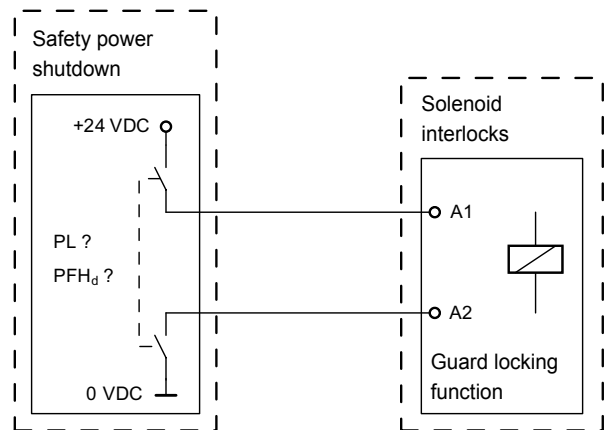 Safety power
shutdown
+24 VDC
PL ?
PFHd ?
0 VDC
Solenoid
interlocks
A1
A2
Guard locking
function